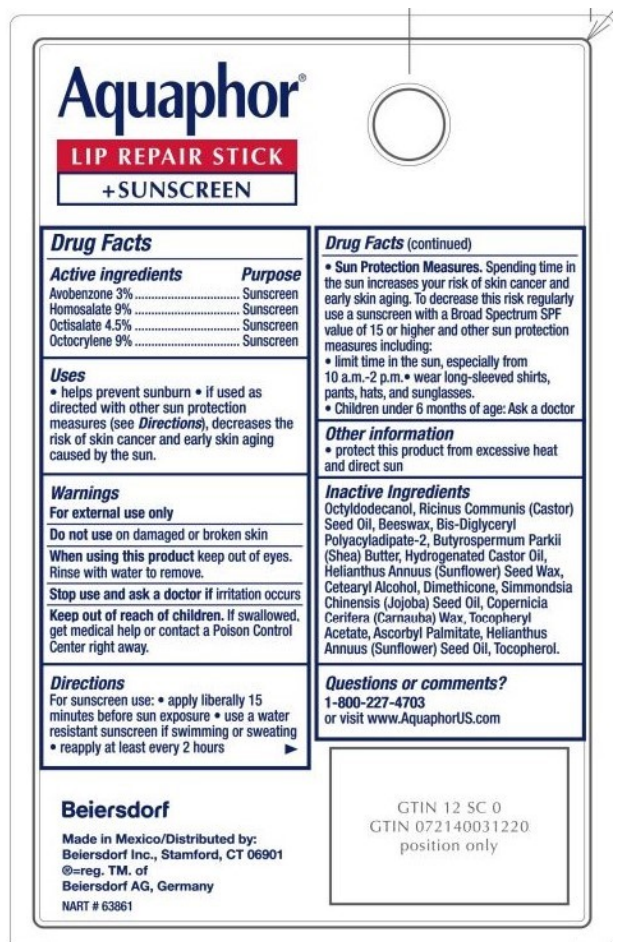 Aquaphor®
LIP REPAIR STICK
+SUNSCREEN
Drug Facts
Active ingredients Purpose
Avobenzone 3%................................ Sunscreen
Homosalate 9% ................................ Sunscreen
Octisalate 4.5% ................................ Sunscreen
Octocrylene 9% ................................ Sunscreen
Uses
• helps prevent sunburn • if used as
directed with other sun protection
measures (see Directions), decreases the
risk of skin cancer and early skin aging
caused by the sun.
Warnings
For external use only
Do not use on damaged or broken skin
When using this product keep out of eyes.
Rinse with water to remove.
Stop use and ask a doctor if irritation occurs
Keep out of reach of children. If swallowed,
get medical help or contact a Poison Control
Center right away.
Directions
For sunscreen use: • apply liberally 15
minutes before sun exposure • use a water
resistant sunscreen if swimming or sweating
• reapply at least every 2 hours
Drug Facts (continued)
• Sun Protection Measures. Spending time in
the sun increases your risk of skin cancer and
early skin aging. To decrease this risk regularly
use a sunscreen with a Broad Spectrum SPF
value of 15 or higher and other sun protection
measures including:
• limit time in the sun, especially from
10 a.m.-2 p.m.• wear long-sleeved shirts,
pants, hats, and sunglasses.
• Children under 6 months of age: Ask a doctor
Other information
• protect this product from excessive heat
and direct sun
Inactive Ingredients
Octyldodecanol, Ricinus Communis (Castor)
Seed Oil, Beeswax, Bis-Diglyceryl
Polyacyladipate-2, Butyrospermum Parkii
(Shea) Butter, Hydrogenated Castor Oil,
Helianthus Annuus (Sunflower) Seed Wax,
Cetearyl Alcohol, Dimethicone, Simmondsia
Chinensis (Jojoba) Seed Oil, Copernicia
Cerifera (Carnauba) Wax, Tocopheryl
Acetate, Ascorbyl Palmitate, Helianthus
Annuus (Sunflower) Seed Oil, Tocopherol.
Questions or comments?
1-800-227-4703
or visit www.AquaphorUS.com
Beiersdorf
Made in Mexico/Distributed by:
Beiersdorf Inc., Stamford, CT 06901
®=reg. TM. of
Beiersdorf AG, Germany
NART # 63861
GTIN 12 SC 0
GTIN 072140031220
position only